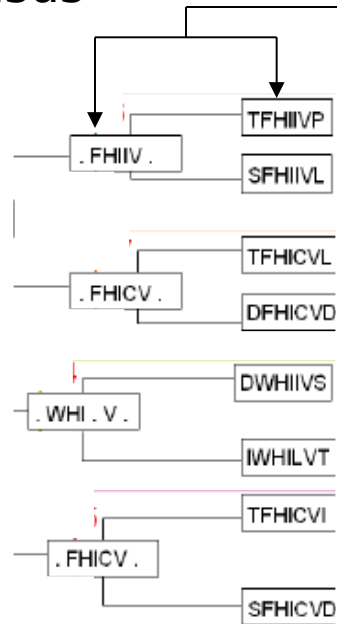 TFHIIVP
. FHIIV .
SFHIIVL
TFHICVL
. FHICV .
DFHICVD
DWHIIVS
. WHI . V .
IWHILVT
TFHICVI
. FHICV .
SFHICVD